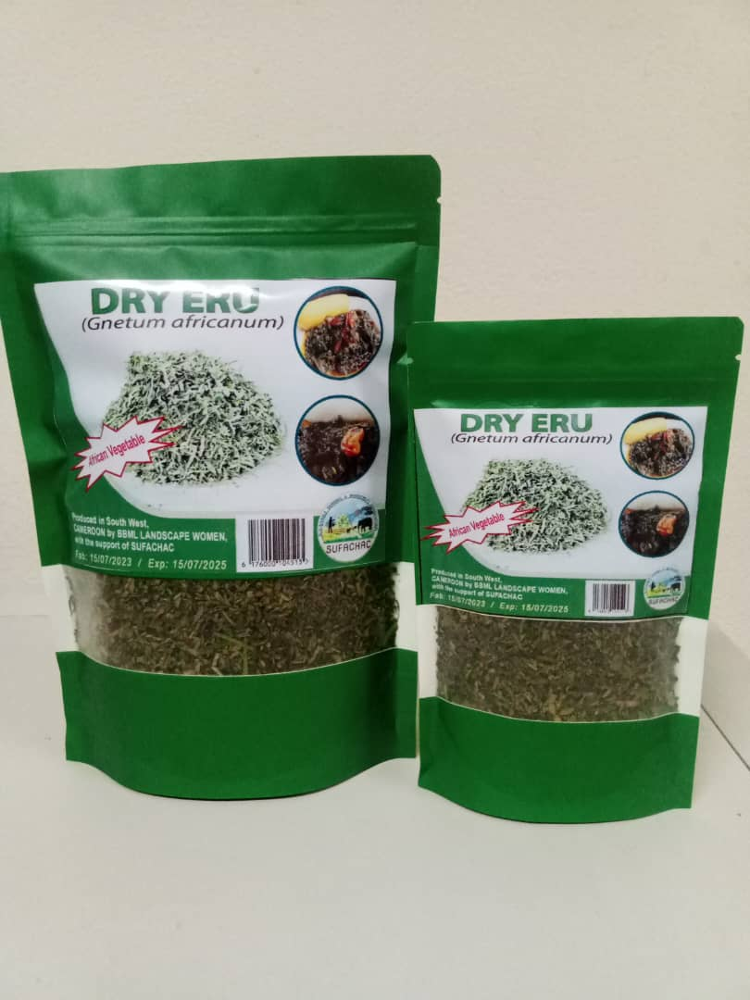 DRY ERU
(Gnetum africanum)
African Vegetable
Produced in South West,
CAMEROON by BBML LANDSCAPE WOMEN,
with the support of SUFACHAC
Fab: 15/07/2023 / Exp: 15/07/2025
6 176000 104513
SUFACHAC
DRY ERU
(Gnetum africanum)
African Vegetable
Produced in South West,
CAMEROON by BBML LANDSCAPE WOMEN,
with the support of SUFACHAC
Fab: 15/07/2023 / Exp: 15/07/2025
SUFACHAC